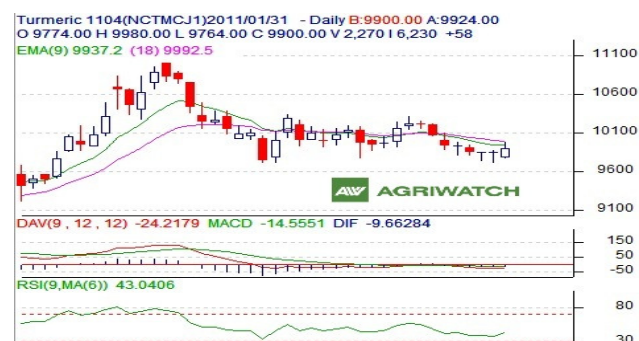 Turmeric 1104(NCTMCJ1)2011/01/31 - Daily B:9900.00 A:9924.00
O 9774.00 H 9980.00 L 9764.00 C 9900.00 V 2,270 I 6,230 +58
EMA(9) 9937.2 (18) 9992.5
11100
10600
10100
9600
9100
AW AGRIWATCH
DAV(9 , 12 , 12) -24.2179 MACD -14.5551 DIF -9.66284
150
50
-50
RSI(9,MA(6)) 43.0406
80
30